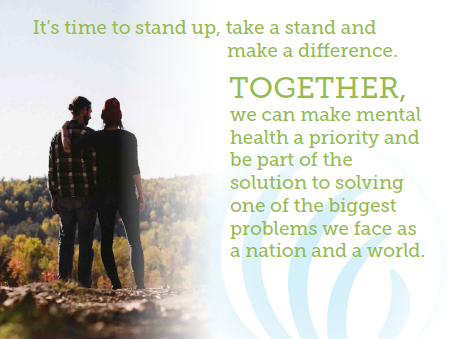 It's time to stand up, take a stand and
make a difference.
TOGETHER,
we can make mental
health a priority and
be part of the
solution to solving
one of the biggest
problems we face as
a nation and a world.